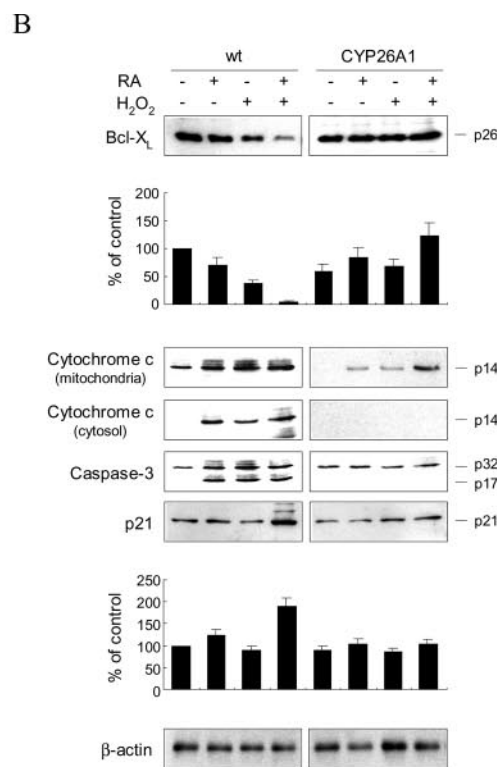 B
wt CYP26A1
RA - + - + - + - +
H₂O₂ - - + + - - + +
Bcl-X_L p26
200
150
100
50
0
% of control
Cytochrome c
(mitochondria) p14
Cytochrome c
(cytosol) p14
Caspase-3 p32
p17
p21 p21
250
200
150
100
50
0
% of control
β-actin